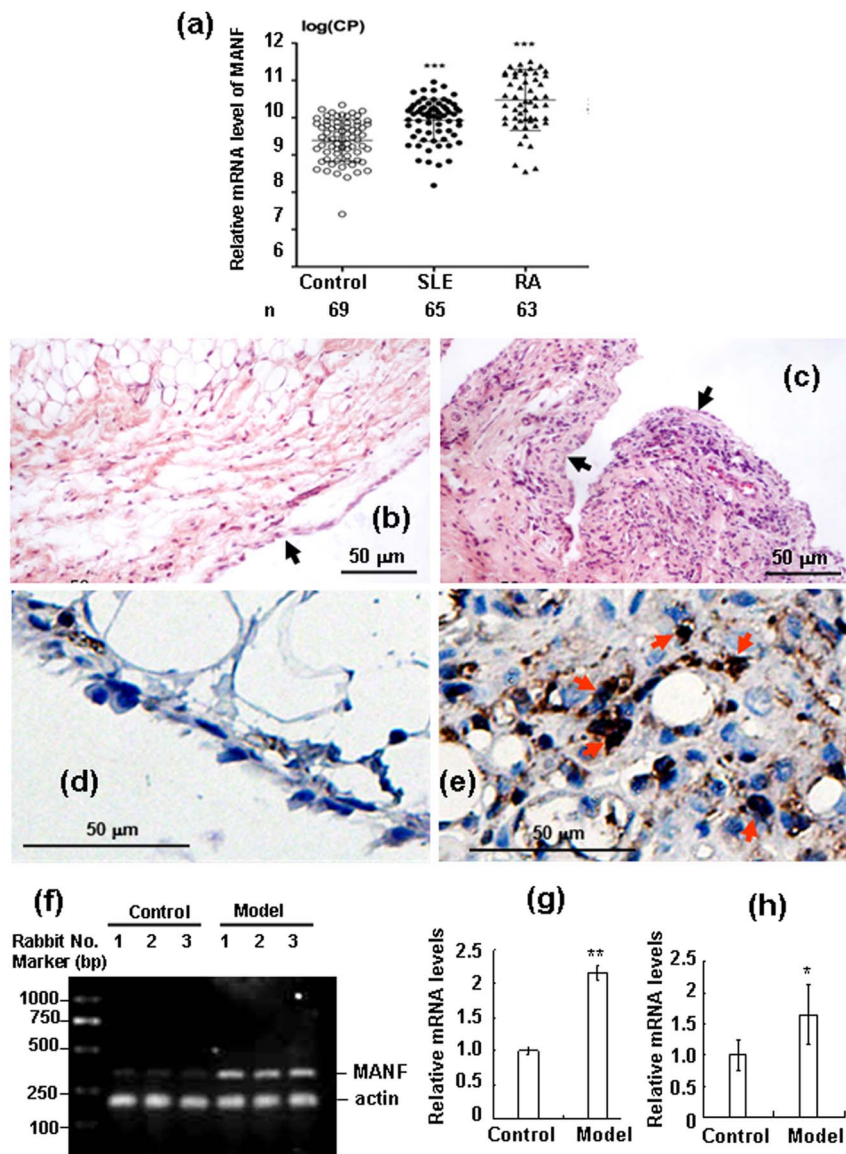 (a)
log(CP)
Relative mRNA level of MANF
12
11
10
9
8
7
6
***
***
Control SLE RA
n 69 65 63
(b)
50 µm
(c)
50 µm
(d)
50 µm
(e)
50 µm
(f)
Control Model
Rabbit No. 1 2 3 1 2 3
Marker (bp)
1000
750
500
250
100
MANF
actin
(g)
Relative mRNA levels
2.5
2
1.5
1.0
0.5
0
**
Control Model
(h)
Relative mRNA levels
2.5
2.0
1.5
1.0
0.5
0
*
Control Model